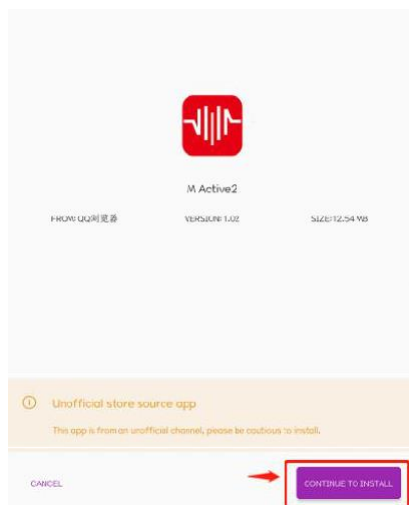 M Active2
FROM: QQ浏览器 VERSION: 1.02 SIZE:12.54 MB
Unofficial store source app
This app is from an unofficial channel, please be cautious to install.
CANCEL CONTINUE TO INSTALL